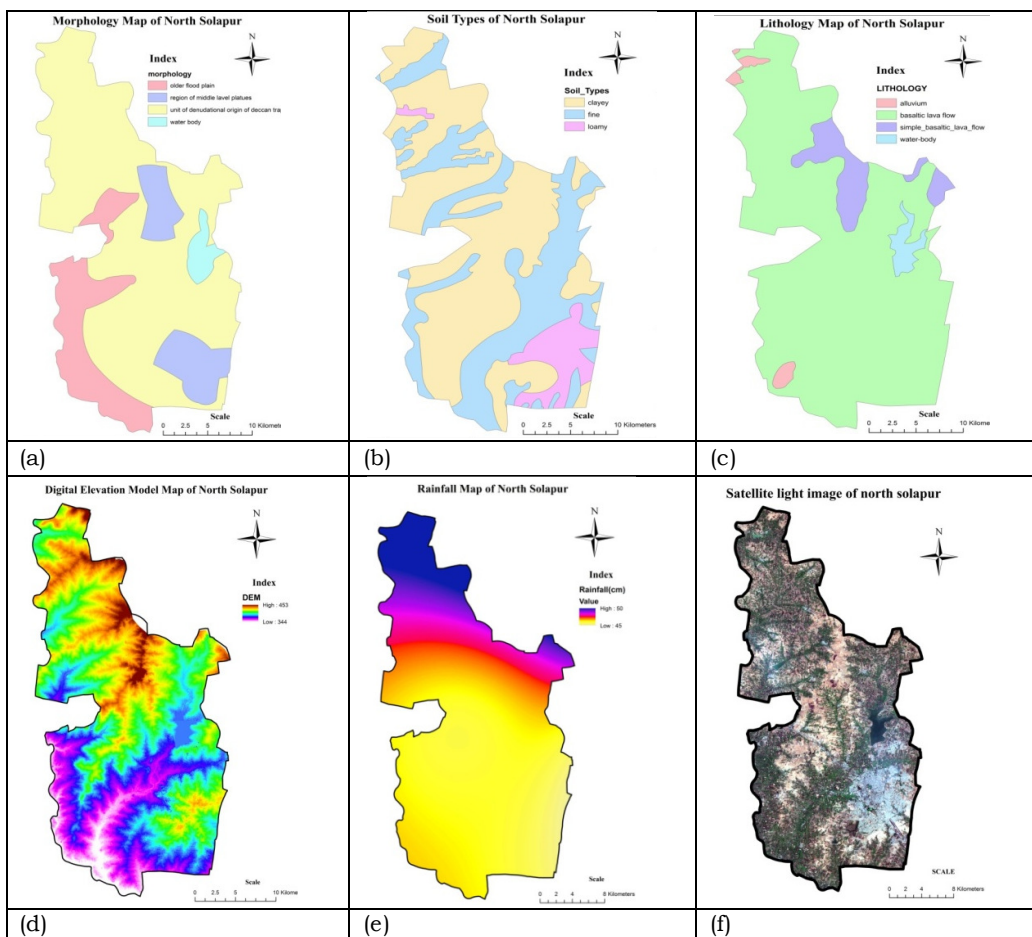 Morphology Map of North Solapur
N
Index
morphology
older flood plain
region of middle lavel platues
unit of denudational origin of deccan tra
water body
Scale
0 2.5 5 10 Kilome
(a)
Soil Types of North Solapur
N
Index
Soil_Types
clayey
fine
loamy
Scale
0 2.5 5 10 Kilometers
(b)
Lithology Map of North Solapur
N
Index
LITHOLOGY
alluvium
basaltic lava flow
simple_basaltic_lava_flow
water-body
Scale
0 2.5 5 10 Kilome
(c)
Digital Elevation Model Map of North Solapur
N
Index
DEM
High : 453
Low : 344
Scale
0 2.5 5 10 Kilome
(d)
Rainfall Map of North Solapur
N
Index
Rainfall(cm)
Value
High : 50
Low : 45
Scale
0 2 4 8 Kilometers
(e)
Satellite light image of north solapur
N
SCALE
0 2 4 6 8 Kilometers
(f)